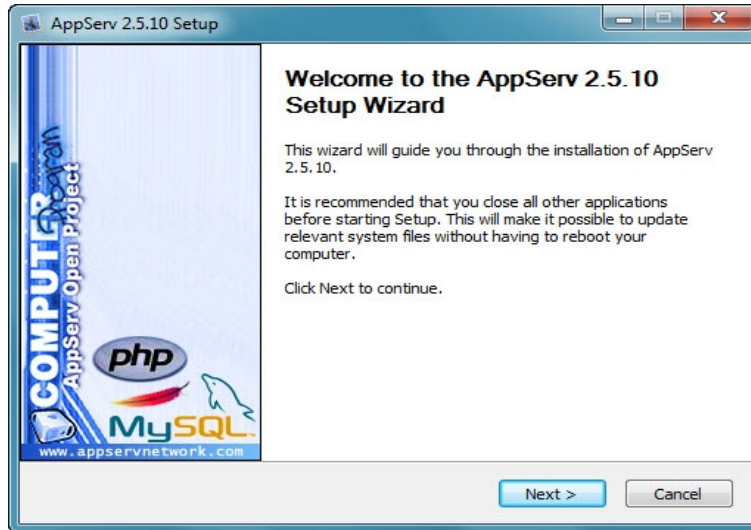 AppServ 2.5.10 Setup
Welcome to the AppServ 2.5.10
Setup Wizard
This wizard will guide you through the installation of AppServ
2.5.10.
It is recommended that you close all other applications
before starting Setup. This will make it possible to update
relevant system files without having to reboot your
computer.
Click Next to continue.
COMPUTER
Program
AppServ Open Project
php
MySQL
www.appservnetwork.com
Next >
Cancel